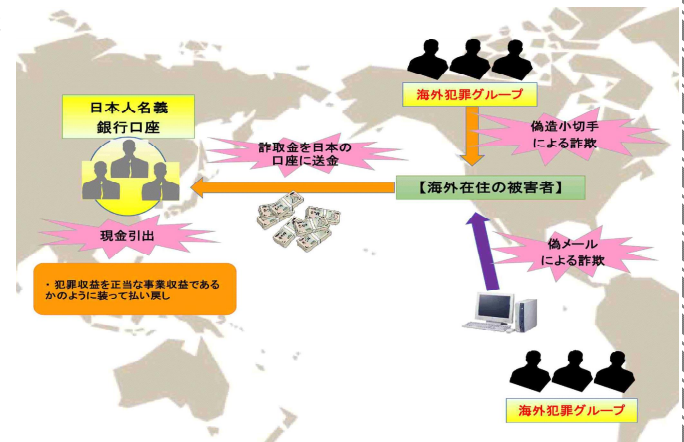 海外犯罪グループ
日本人名義
銀行口座
偽造小切手
による詐欺
詐取金を日本の
口座に送金
【海外在住の被害者】
現金引出
偽メール
による詐欺
・犯罪収益を正当な事業収益である
かのように装って払い戻し
海外犯罪グループ